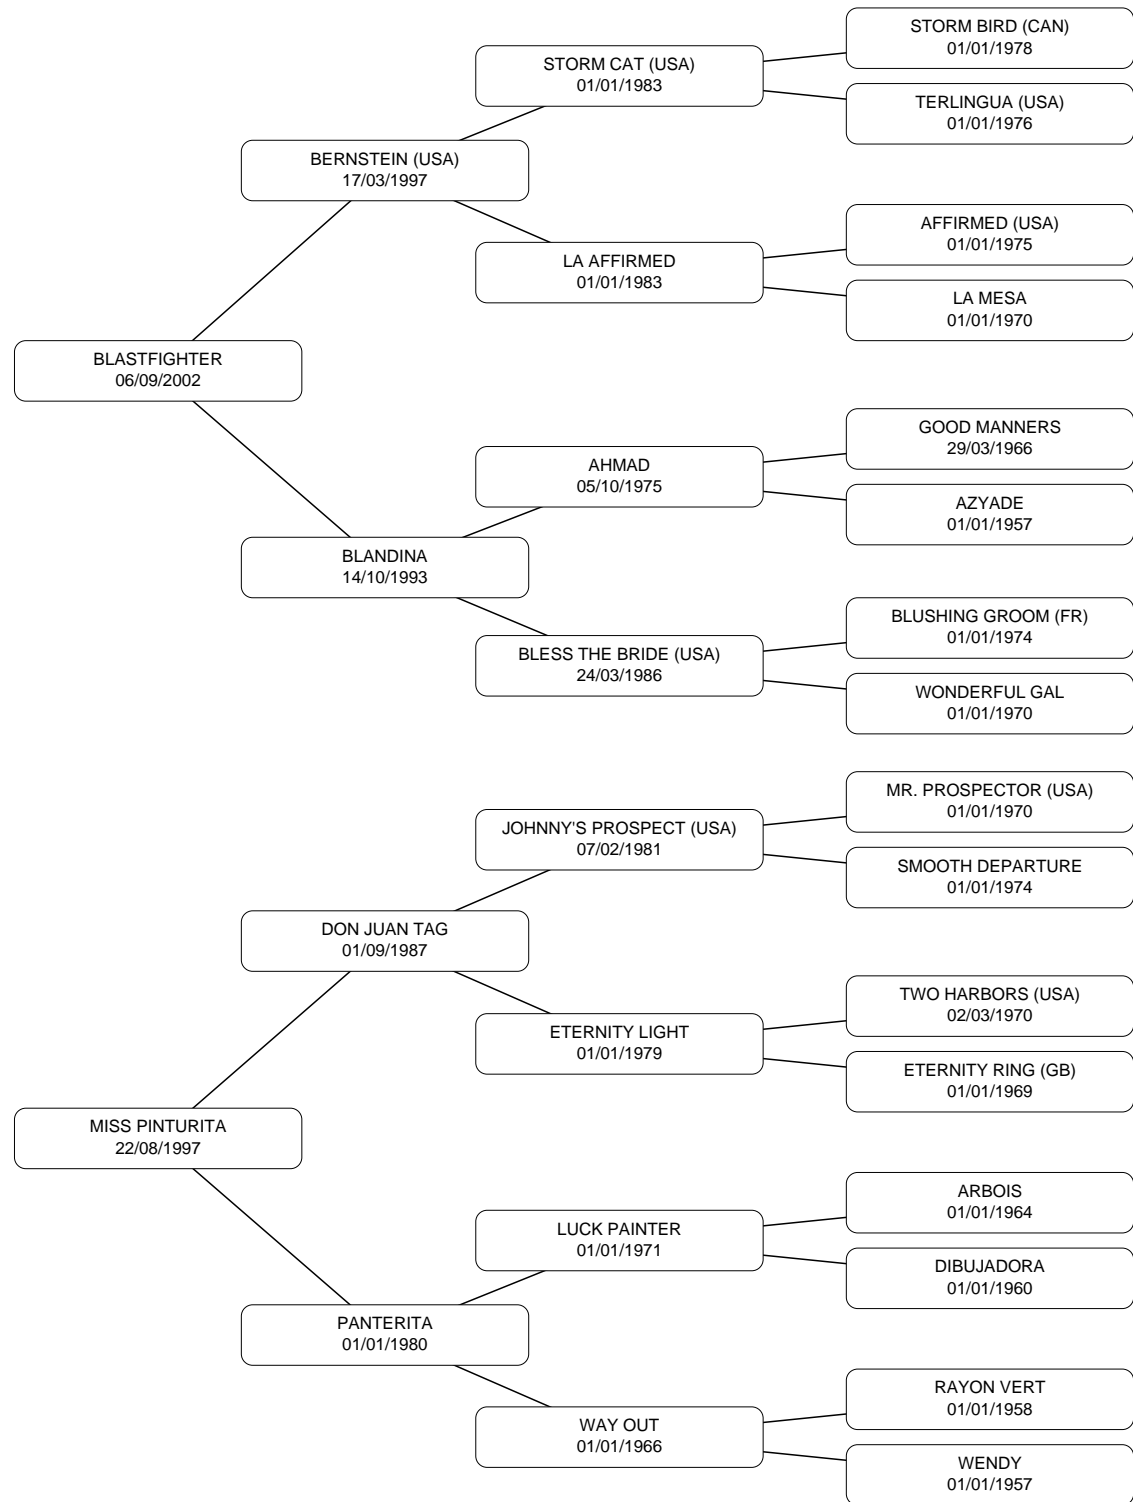 STORM BIRD (CAN)
01/01/1978
STORM CAT (USA)
01/01/1983
TERLINGUA (USA)
01/01/1976
BERNSTEIN (USA)
17/03/1997
AFFIRMED (USA)
01/01/1975
LA AFFIRMED
01/01/1983
LA MESA
01/01/1970
BLASTFIGHTER
06/09/2002
GOOD MANNERS
29/03/1966
AHMAD
05/10/1975
AZYADE
01/01/1957
BLANDINA
14/10/1993
BLUSHING GROOM (FR)
01/01/1974
BLESS THE BRIDE (USA)
24/03/1986
WONDERFUL GAL
01/01/1970
MR. PROSPECTOR (USA)
01/01/1970
JOHNNY'S PROSPECT (USA)
07/02/1981
SMOOTH DEPARTURE
01/01/1974
DON JUAN TAG
01/09/1987
TWO HARBORS (USA)
02/03/1970
ETERNITY LIGHT
01/01/1979
ETERNITY RING (GB)
01/01/1969
MISS PINTURITA
22/08/1997
ARBOIS
01/01/1964
LUCK PAINTER
01/01/1971
DIBUJADORA
01/01/1960
PANTERITA
01/01/1980
RAYON VERT
01/01/1958
WAY OUT
01/01/1966
WENDY
01/01/1957